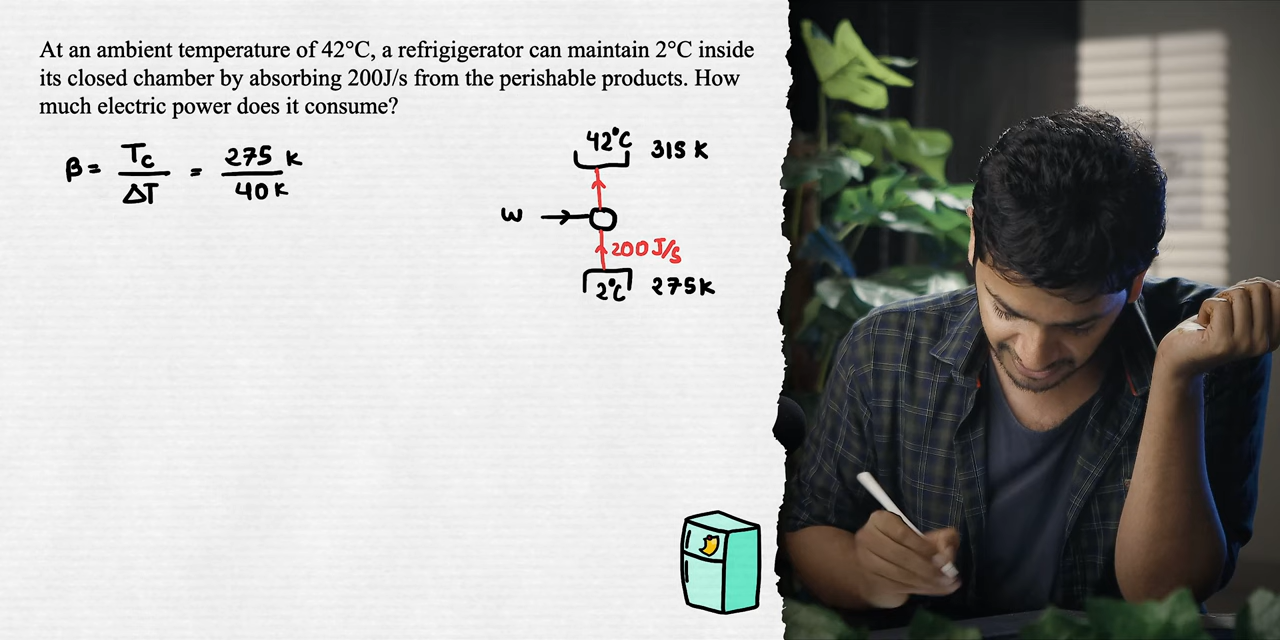 At an ambient temperature of 42°C, a refrigigerator can maintain 2°C inside
its closed chamber by absorbing 200J/s from the perishable products. How
much electric power does it consume?
β = Tc / ΔT = 275 K / 40 K
42°C 315 K
W
200 J/s
2°C 275 K